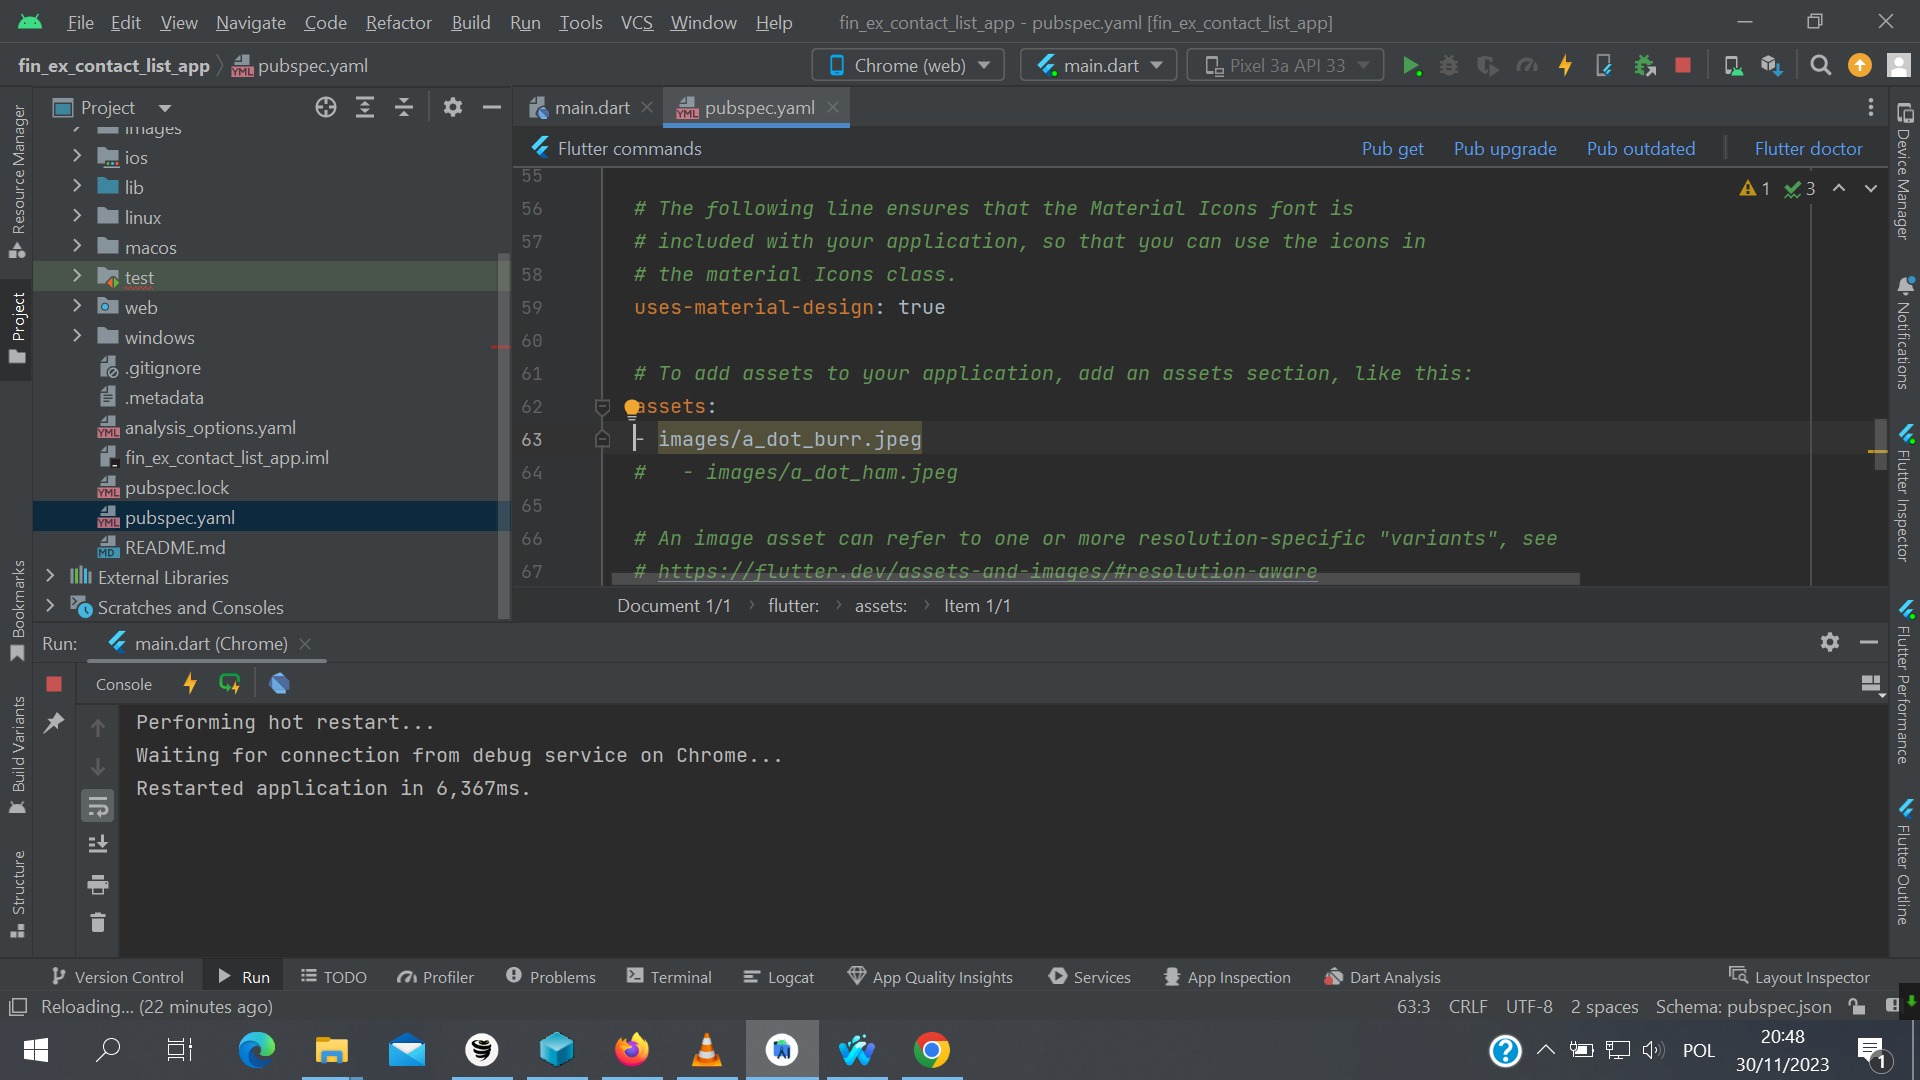 File Edit View Navigate Code Refactor Build Run Tools VCS Window Help fin_ex_contact_list_app - pubspec.yaml [fin_ex_contact_list_app]
fin_ex_contact_list_app pubspec.yaml Chrome (web) main.dart Pixel 3a API 33
Project
main.dart pubspec.yaml
Flutter commands Pub get Pub upgrade Pub outdated Flutter doctor
images
ios
lib
linux
macos
test
web
windows
.gitignore
.metadata
analysis_options.yaml
fin_ex_contact_list_app.iml
pubspec.lock
pubspec.yaml
README.md
External Libraries
Scratches and Consoles
1 3
55
56 # The following line ensures that the Material Icons font is
57 # included with your application, so that you can use the icons in
58 # the material Icons class.
59 uses-material-design: true
60
61 # To add assets to your application, add an assets section, like this:
62 assets:
63 - images/a_dot_burr.jpeg
64 # - images/a_dot_ham.jpeg
65
66 # An image asset can refer to one or more resolution-specific "variants", see
67 # https://flutter.dev/assets-and-images/#resolution-aware
Document 1/1 flutter: assets: Item 1/1
Run: main.dart (Chrome)
Console
Performing hot restart...
Waiting for connection from debug service on Chrome...
Restarted application in 6,367ms.
Resource Manager
Project
Bookmarks
Build Variants
Structure
Device Manager
Notifications
Flutter Inspector
Flutter Performance
Flutter Outline
Version Control Run TODO Profiler Problems Terminal Logcat App Quality Insights Services App Inspection Dart Analysis Layout Inspector
Reloading... (22 minutes ago) 63:3 CRLF UTF-8 2 spaces Schema: pubspec.json
POL 20:48
30/11/2023
1